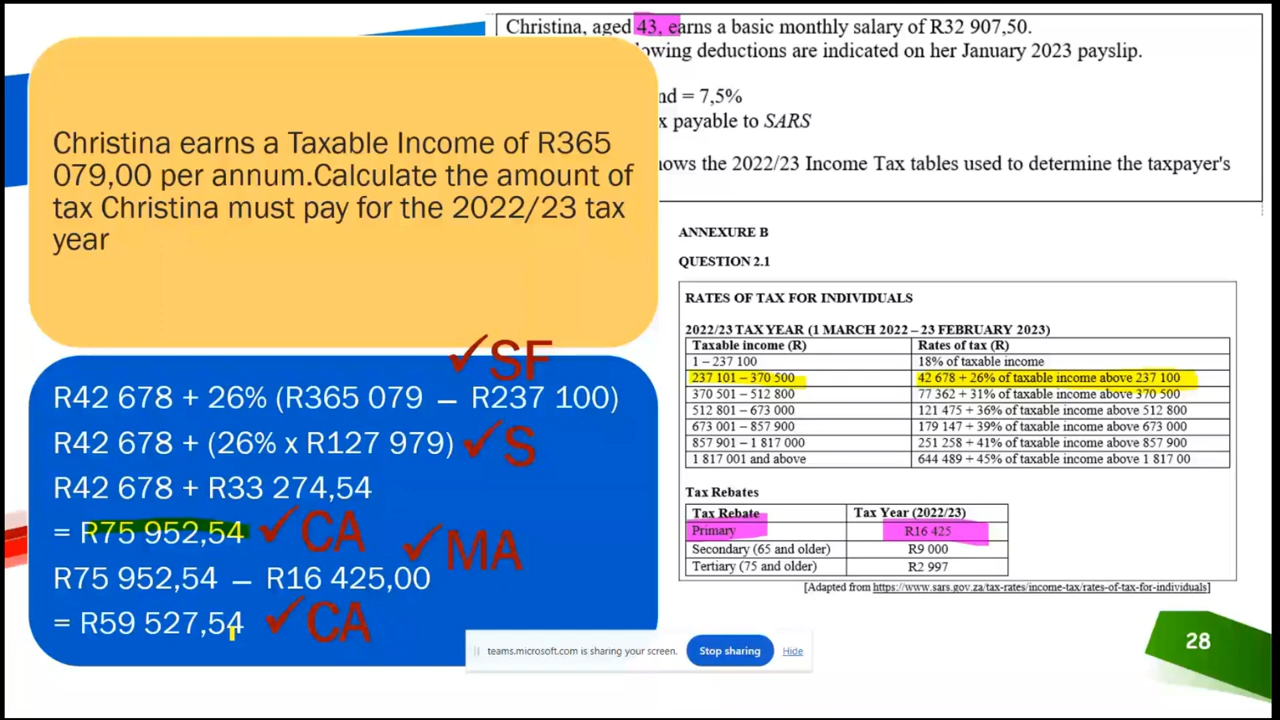 Christina, aged 43, earns a basic monthly salary of R32 907,50.
lowing deductions are indicated on her January 2023 payslip.
nd = 7,5%
x payable to SARS
ows the 2022/23 Income Tax tables used to determine the taxpayer's
Christina earns a Taxable Income of R365
079,00 per annum.Calculate the amount of
tax Christina must pay for the 2022/23 tax
year
✓SF
R42 678 + 26% (R365 079 – R237 100)
R42 678 + (26% x R127 979) ✓S
R42 678 + R33 274,54
= R75 952,54 ✓CA
✓MA
R75 952,54 – R16 425,00
= R59 527,54 ✓CA
ANNEXURE B
QUESTION 2.1
RATES OF TAX FOR INDIVIDUALS
2022/23 TAX YEAR (1 MARCH 2022 – 23 FEBRUARY 2023)
Taxable income (R) Rates of tax (R)
1 – 237 100 18% of taxable income
237 101 – 370 500 42 678 + 26% of taxable income above 237 100
370 501 – 512 800 77 362 + 31% of taxable income above 370 500
512 801 – 673 000 121 475 + 36% of taxable income above 512 800
673 001 – 857 900 179 147 + 39% of taxable income above 673 000
857 901 – 1 817 000 251 258 + 41% of taxable income above 857 900
1 817 001 and above 644 489 + 45% of taxable income above 1 817 00
Tax Rebates
Tax Rebate Tax Year (2022/23)
Primary R16 425
Secondary (65 and older) R9 000
Tertiary (75 and older) R2 997
[Adapted from https://www.sars.gov.za/tax-rates/income-tax/rates-of-tax-for-individuals]
teams.microsoft.com is sharing your screen. Stop sharing Hide
28